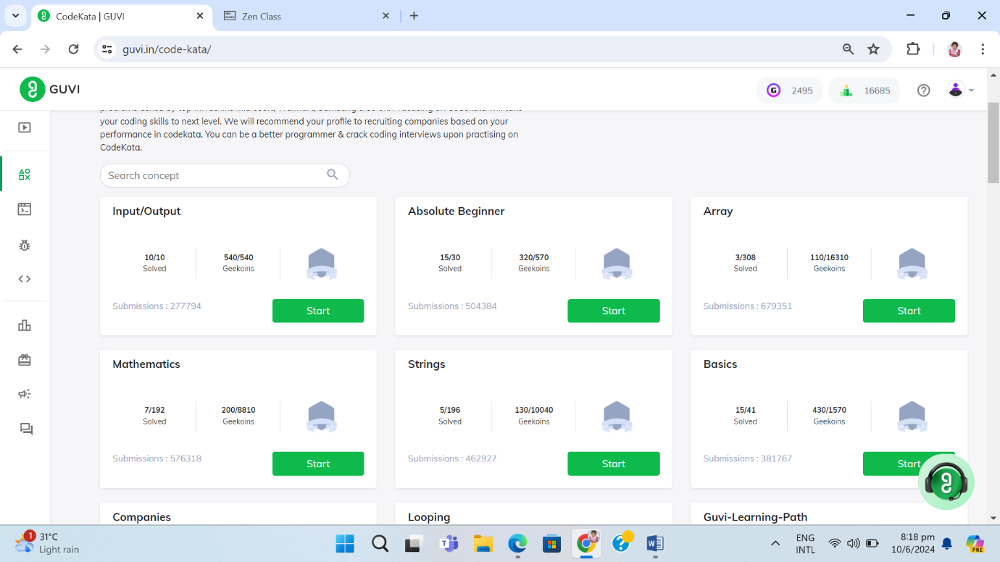 CodeKata | GUVI
Zen Class
guvi.in/code-kata/
GUVI
2495
16685
your coding skills to next level. We will recommend your profile to recruiting companies based on your
performance in codekata. You can be a better programmer & crack coding interviews upon practising on
CodeKata.
Search concept
Input/Output
10/10
Solved
540/540
Geekoins
Submissions : 277794
Start
Absolute Beginner
15/30
Solved
320/570
Geekoins
Submissions : 504384
Start
Array
3/308
Solved
110/16310
Geekoins
Submissions : 679351
Start
Mathematics
7/192
Solved
200/8810
Geekoins
Submissions : 576318
Start
Strings
5/196
Solved
130/10040
Geekoins
Submissions : 462927
Start
Basics
15/41
Solved
430/1570
Geekoins
Submissions : 381767
Start
Companies
Looping
Guvi-Learning-Path
1
31°C
Light rain
ENG
INTL
8:18 pm
10/6/2024
PRE